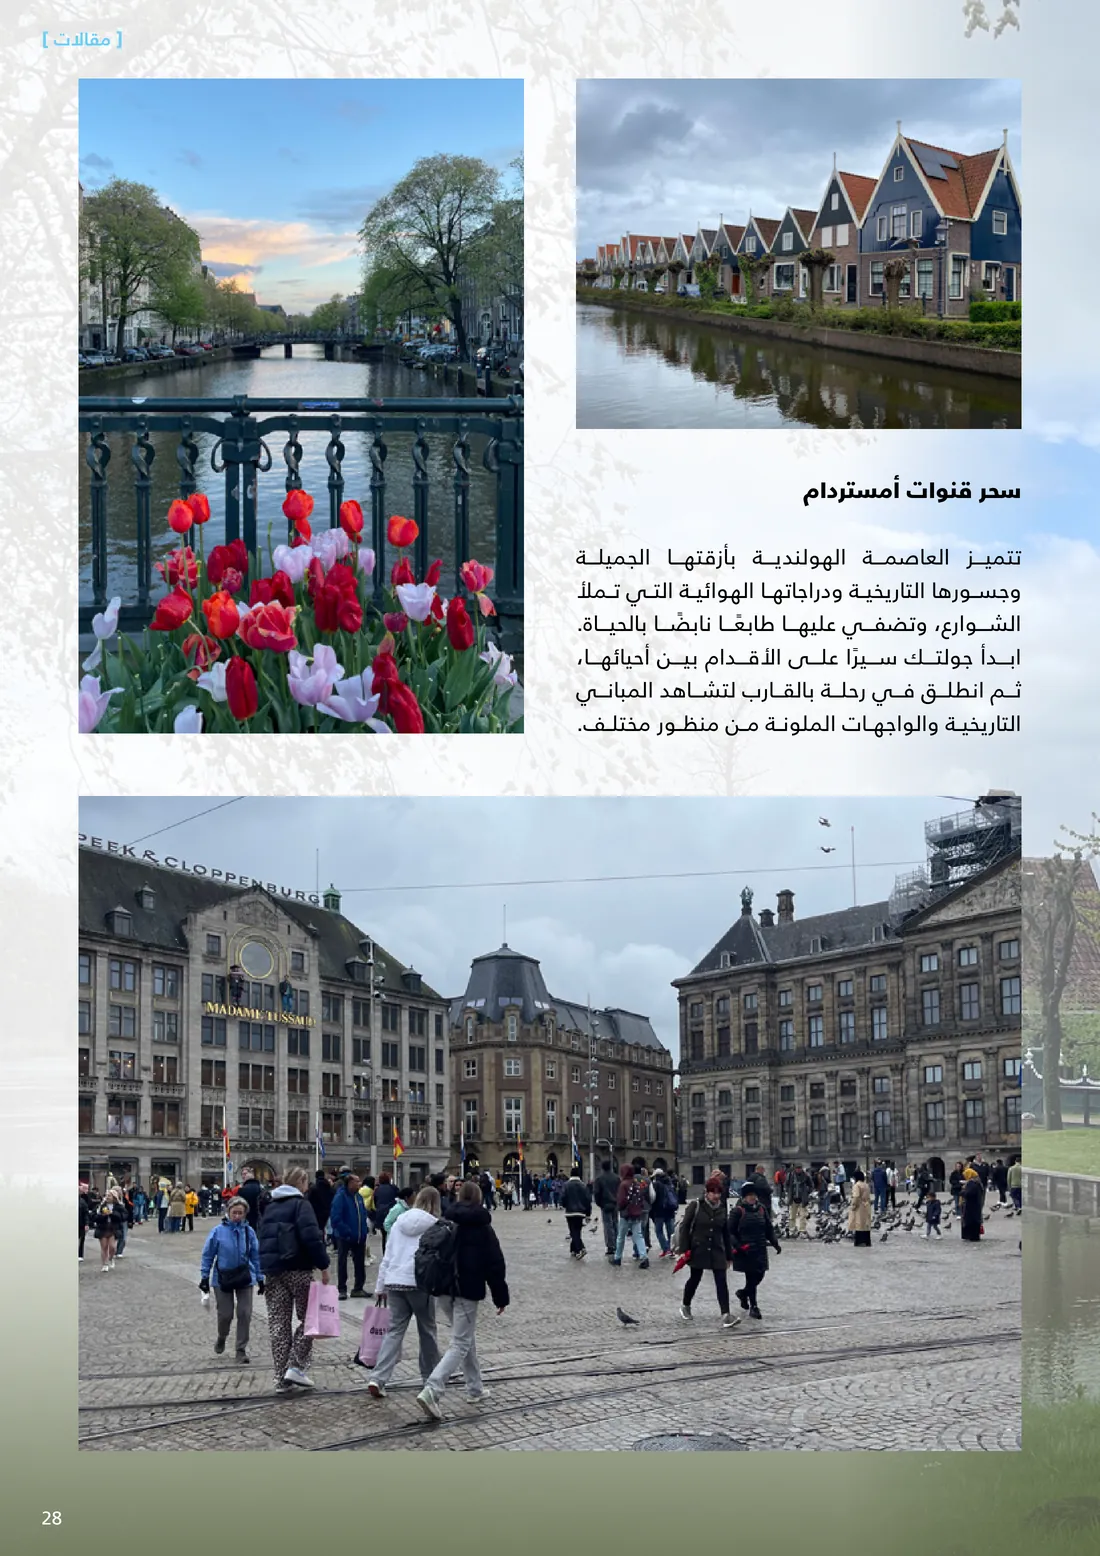 [ مقالات ]
سحر قنوات أمستردام
تتميز العاصمة الهولندية بأزقتها الجميلة
وجسورها التاريخية ودراجاتها الهوائية التي تملأ
الشوارع، وتضفي عليها طابعًا نابضًا بالحياة.
ابدأ جولتك سيرًا على الأقدام بين أحيائها،
ثم انطلق في رحلة بالقارب لتشاهد المباني
التاريخية والواجهات الملونة من منظور مختلف.
PEEK & CLOPPENBURG
MADAME TUSSAUD
28